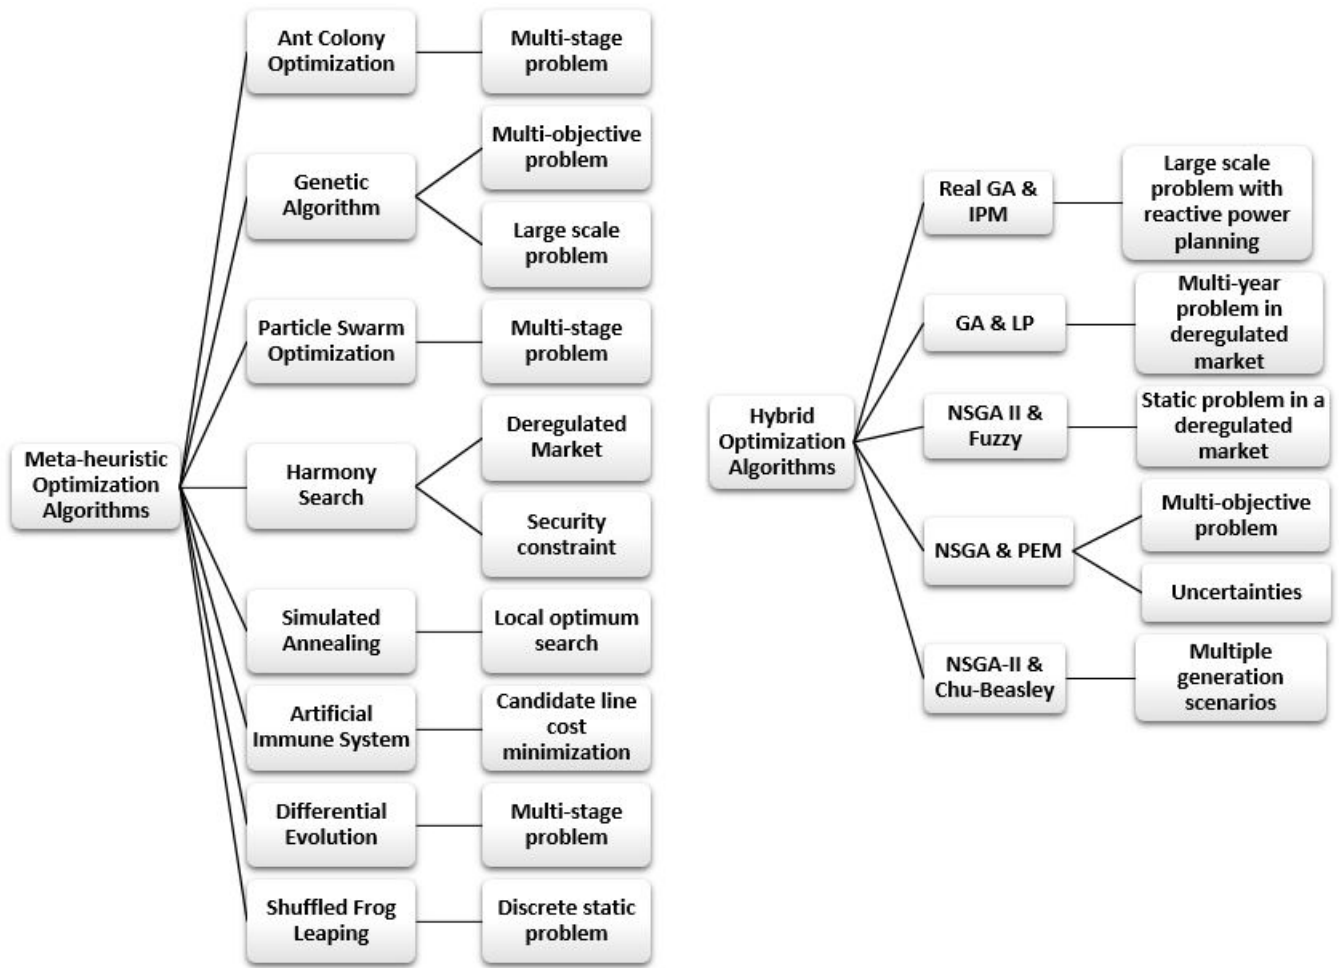 Meta-heuristic
Optimization
Algorithms
Ant Colony
Optimization
Multi-stage
problem
Genetic
Algorithm
Multi-objective
problem
Large scale
problem
Particle Swarm
Optimization
Multi-stage
problem
Harmony
Search
Deregulated
Market
Security
constraint
Simulated
Annealing
Local optimum
search
Artificial
Immune System
Candidate line
cost
minimization
Differential
Evolution
Multi-stage
problem
Shuffled Frog
Leaping
Discrete static
problem
Hybrid
Optimization
Algorithms
Real GA &
IPM
Large scale
problem with
reactive power
planning
GA & LP
Multi-year
problem in
deregulated
market
NSGA II &
Fuzzy
Static problem in a
deregulated
market
NSGA & PEM
Multi-objective
problem
Uncertainties
NSGA-II &
Chu-Beasley
Multiple
generation
scenarios